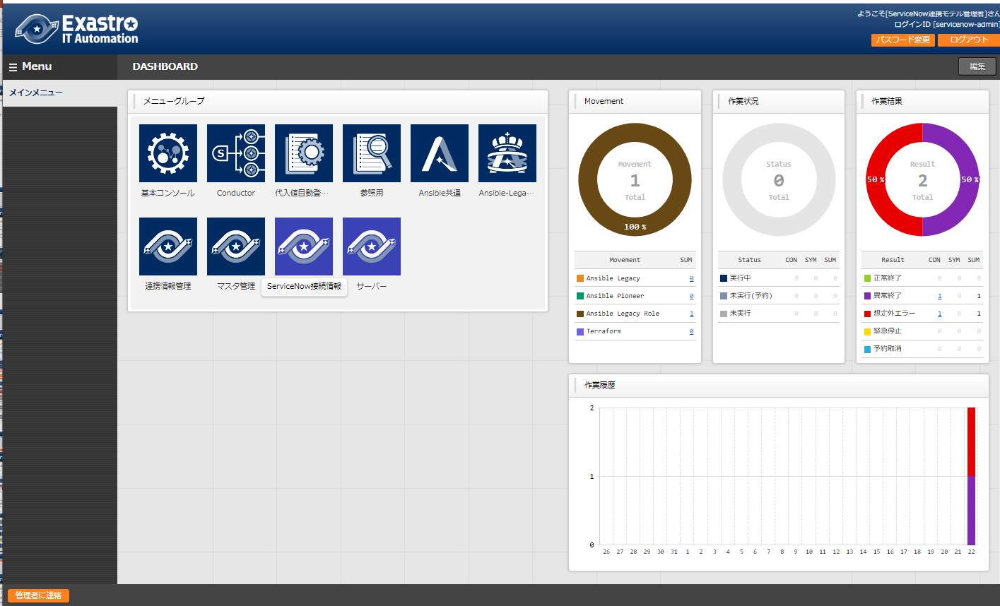 Exastro
IT Automation
ようこそ[ServiceNow連携モデル管理者]さん
ログインID [servicenow-admin]
パスワード変更 ログアウト
Menu
DASHBOARD
編集
メインメニュー
メニューグループ
S
基本コンソール Conductor 代入値自動登… 参照用 Ansible共通 Ansible-Lega…
連携情報管理 マスタ管理 ServiceNow接続情報 サーバー
Movement
Movement
1
Total
100 %
Movement SUM
Ansible Legacy 0
Ansible Pioneer 0
Ansible Legacy Role 1
Terraform 0
作業状況
Status
0
Total
Status CON SYM SUM
実行中 0 0 0
未実行(予約) 0 0 0
未実行 0 0 0
作業結果
Result
50 % 2 50 %
Total
Result CON SYM SUM
正常終了 0 0 0
異常終了 1 0 1
想定外エラー 1 0 1
緊急停止 0 0 0
予約取消 0 0 0
作業履歴
2
1
0
26 27 28 29 30 31 1 2 3 4 5 6 7 8 9 10 11 12 13 14 15 16 17 18 19 20 21 22
管理者に連絡